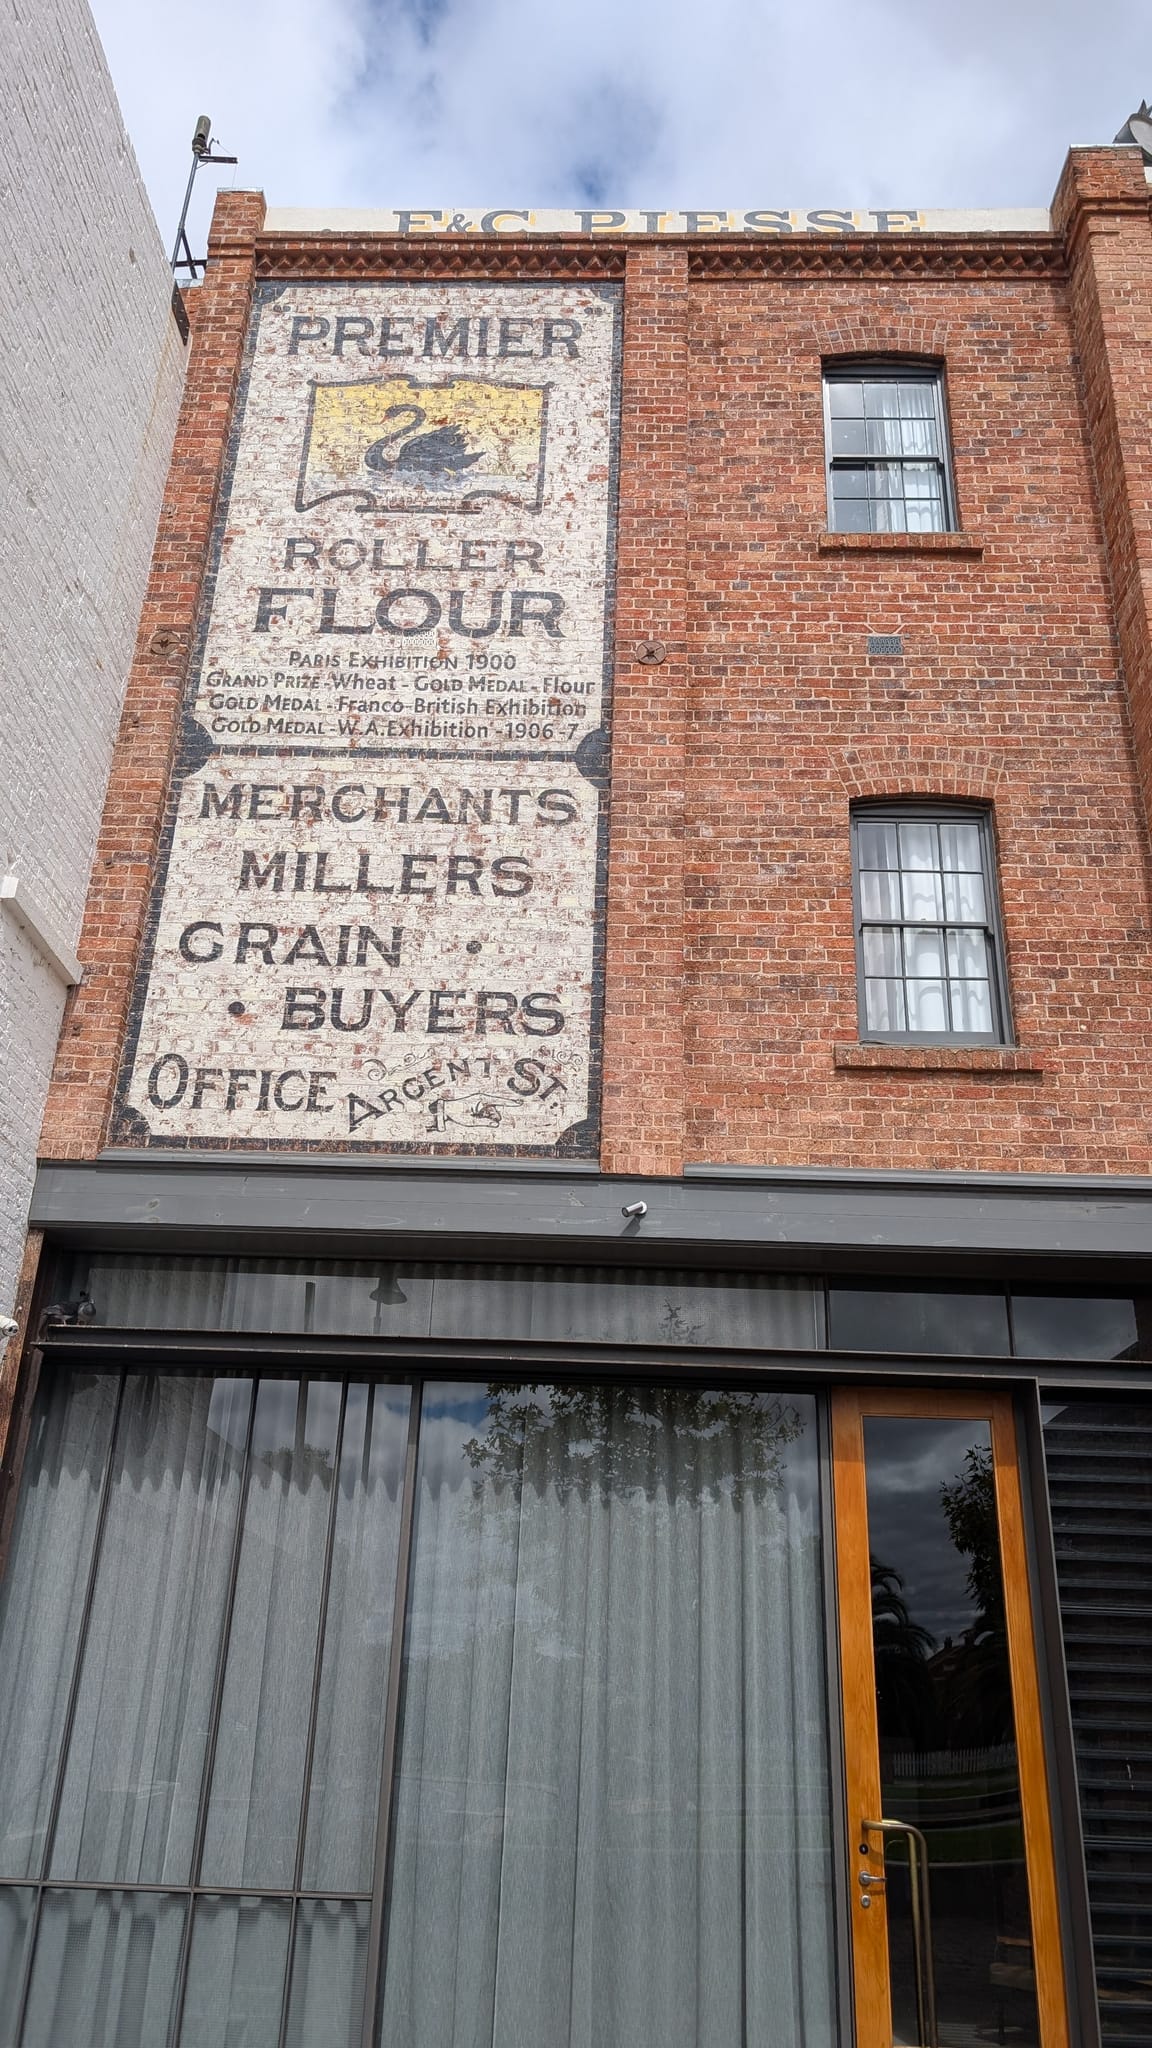 F&C PIESSE
"PREMIER"
ROLLER
FLOUR
PARIS EXHIBITION 1900
GRAND PRIZE - Wheat - GOLD MEDAL - Flour
GOLD MEDAL - Franco-British Exhibition
GOLD MEDAL - W.A. Exhibition - 1906-7
MERCHANTS
MILLERS
GRAIN •
• BUYERS
OFFICE ARGENT ST.